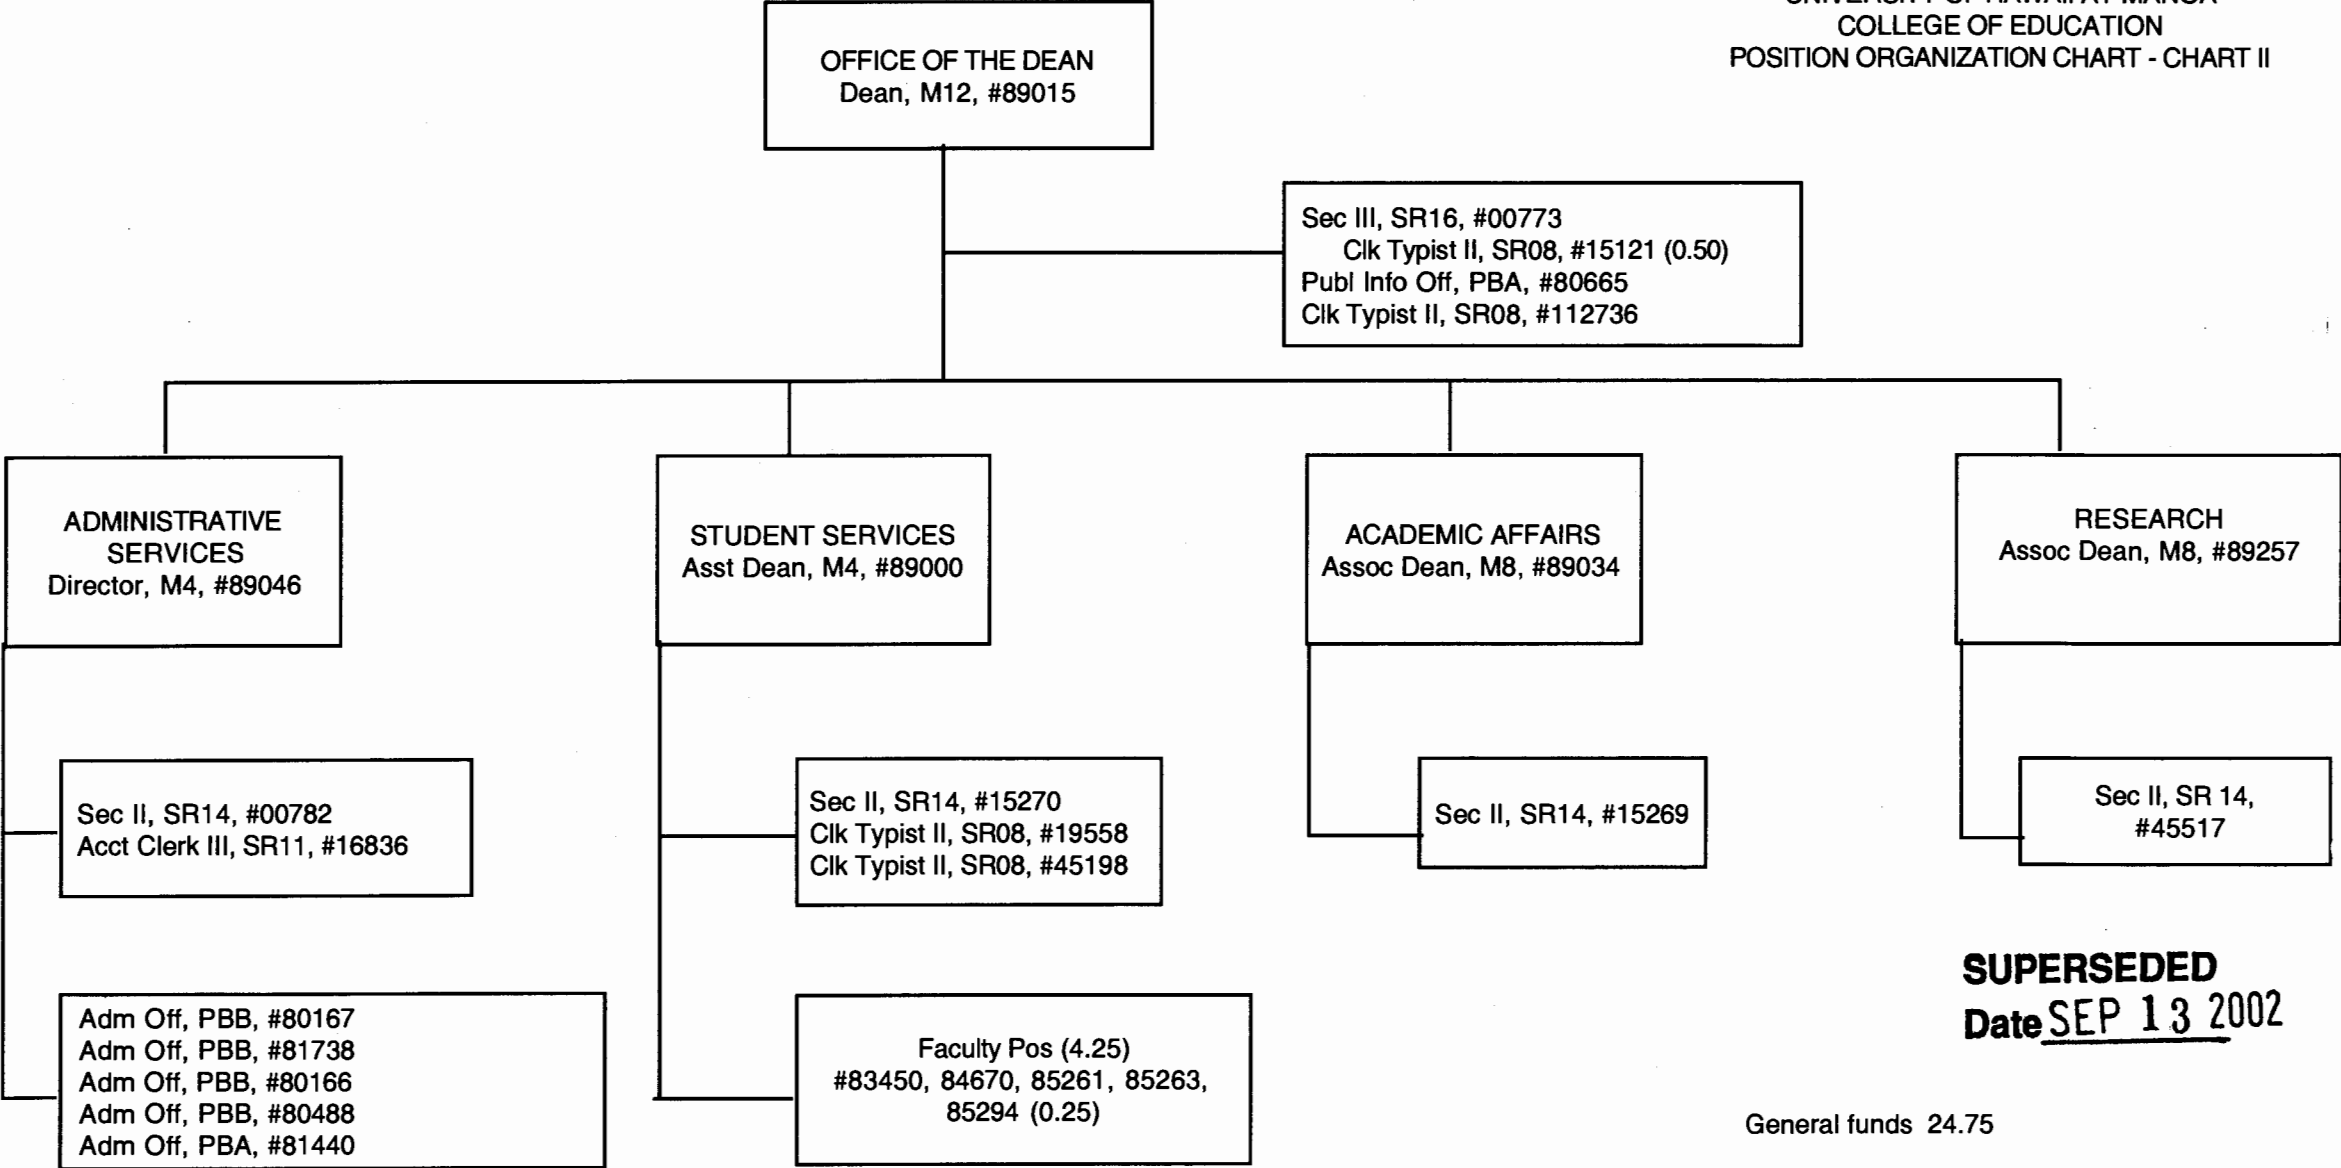 COLLEGE OF EDUCATION
POSITION ORGANIZATION CHART - CHART II
OFFICE OF THE DEAN
Dean, M12, #89015
Sec III, SR16, #00773
Clk Typist II, SR08, #15121 (0.50)
Publ Info Off, PBA, #80665
Clk Typist II, SR08, #112736
ADMINISTRATIVE
SERVICES
Director, M4, #89046
STUDENT SERVICES
Asst Dean, M4, #89000
ACADEMIC AFFAIRS
Assoc Dean, M8, #89034
RESEARCH
Assoc Dean, M8, #89257
Sec II, SR14, #00782
Acct Clerk III, SR11, #16836
Sec II, SR14, #15270
Clk Typist II, SR08, #19558
Clk Typist II, SR08, #45198
Sec II, SR14, #15269
Sec II, SR 14,
#45517
Adm Off, PBB, #80167
Adm Off, PBB, #81738
Adm Off, PBB, #80166
Adm Off, PBB, #80488
Adm Off, PBA, #81440
Faculty Pos (4.25)
#83450, 84670, 85261, 85263,
85294 (0.25)
SUPERSEDED
Date SEP 13 2002
General funds 24.75